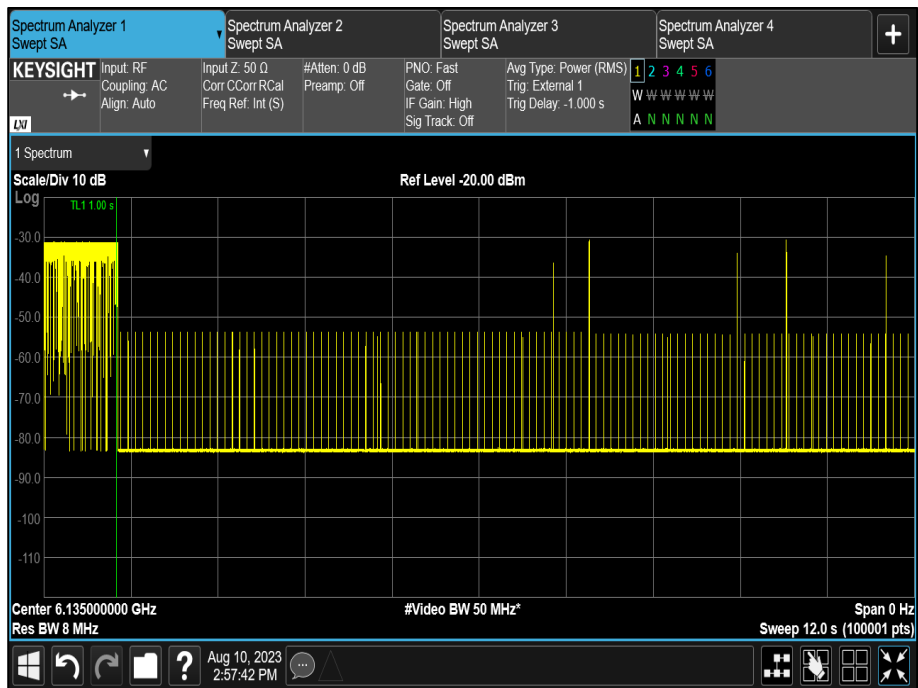 Spectrum Analyzer 1
Swept SA
Spectrum Analyzer 2
Swept SA
Spectrum Analyzer 3
Swept SA
Spectrum Analyzer 4
Swept SA
+
KEYSIGHT
LXI
Input: RF
Coupling: AC
Align: Auto
Input Z: 50 Ω
Corr CCorr RCal
Freq Ref: Int (S)
#Atten: 0 dB
Preamp: Off
PNO: Fast
Gate: Off
IF Gain: High
Sig Track: Off
Avg Type: Power (RMS)
Trig: External 1
Trig Delay: -1.000 s
1 2 3 4 5 6
W W W W W W
A N N N N N
1 Spectrum
Scale/Div 10 dB
Ref Level -20.00 dBm
Log
TL1 1.00 s
-30.0
-40.0
-50.0
-60.0
-70.0
-80.0
-90.0
-100
-110
Center 6.135000000 GHz
#Video BW 50 MHz*
Span 0 Hz
Res BW 8 MHz
Sweep 12.0 s (100001 pts)
?
Aug 10, 2023
2:57:42 PM